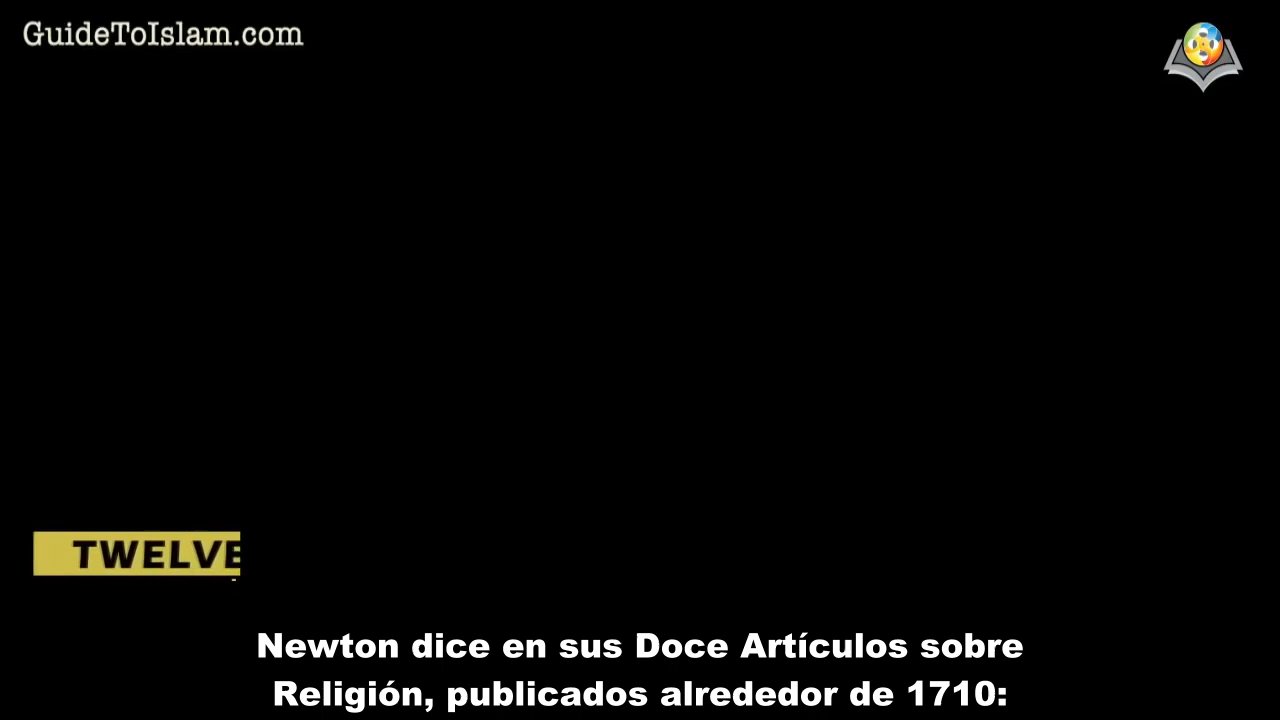 GuideToIslam.com
TWELVE
Newton dice en sus Doce Artículos sobre
Religión, publicados alrededor de 1710: